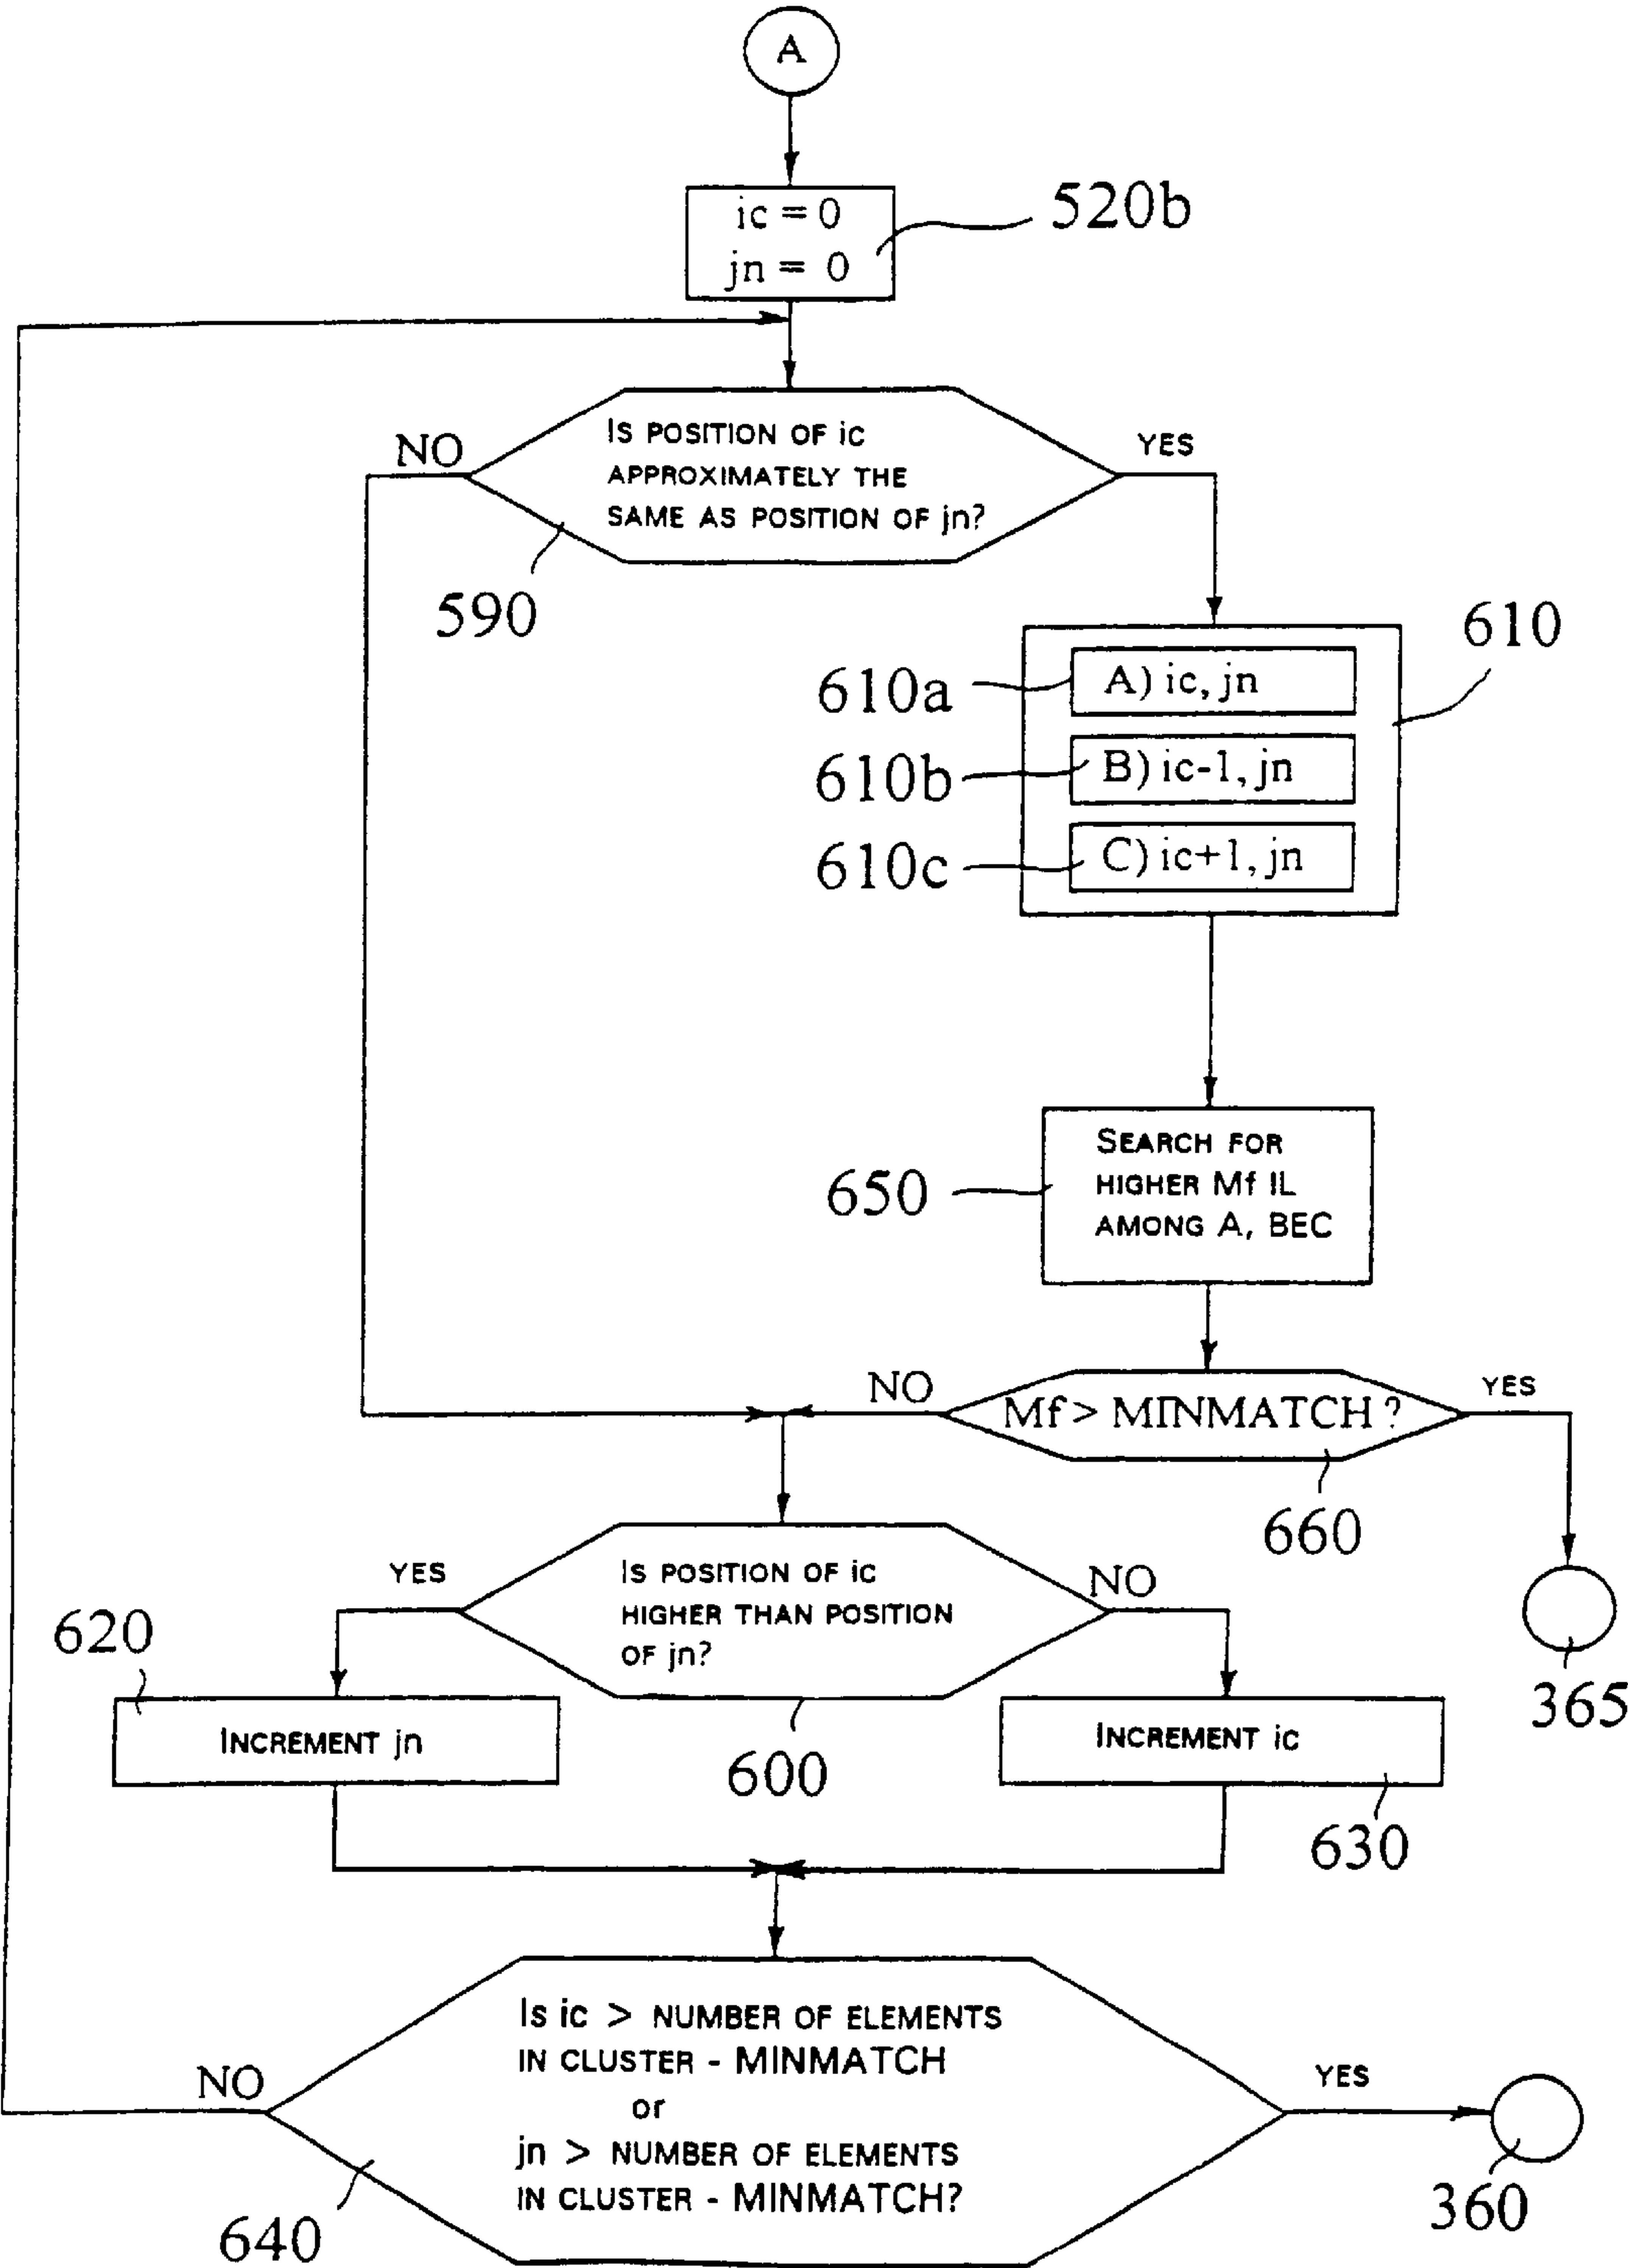 A
ic = 0
jn = 0
520b
NO
Is position of ic
approximately the
same as position of jn?
YES
590
610
610a
A) ic, jn
610b
B) ic-1, jn
610c
C) ic+1, jn
650
Search for
higher Mf IL
among A, BEC
NO
Mf > MINMATCH ?
YES
660
365
YES
Is position of ic
higher than position
of jn?
NO
620
Increment jn
600
Increment ic
630
Is ic > number of elements
in cluster - MINMATCH
or
jn > number of elements
in cluster - MINMATCH?
NO
YES
640
360